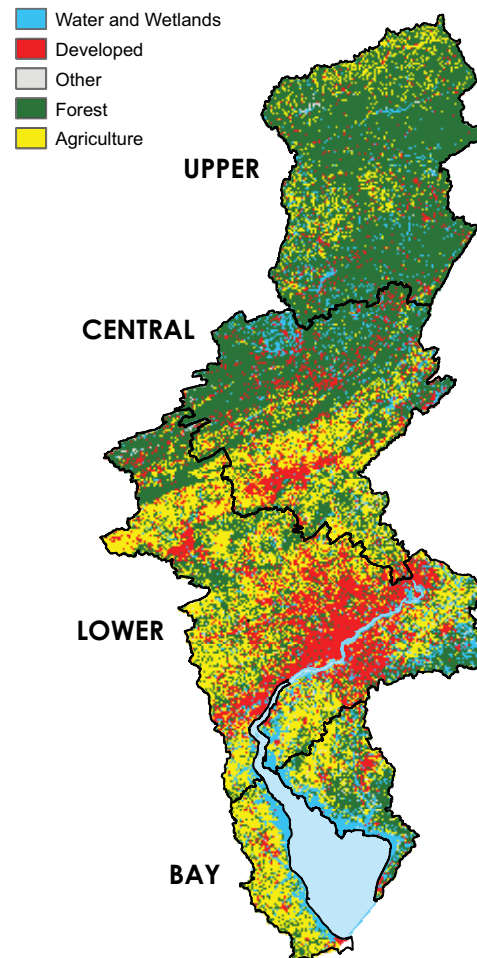 Water and Wetlands
Developed
Other
Forest
Agriculture
UPPER
CENTRAL
LOWER
BAY